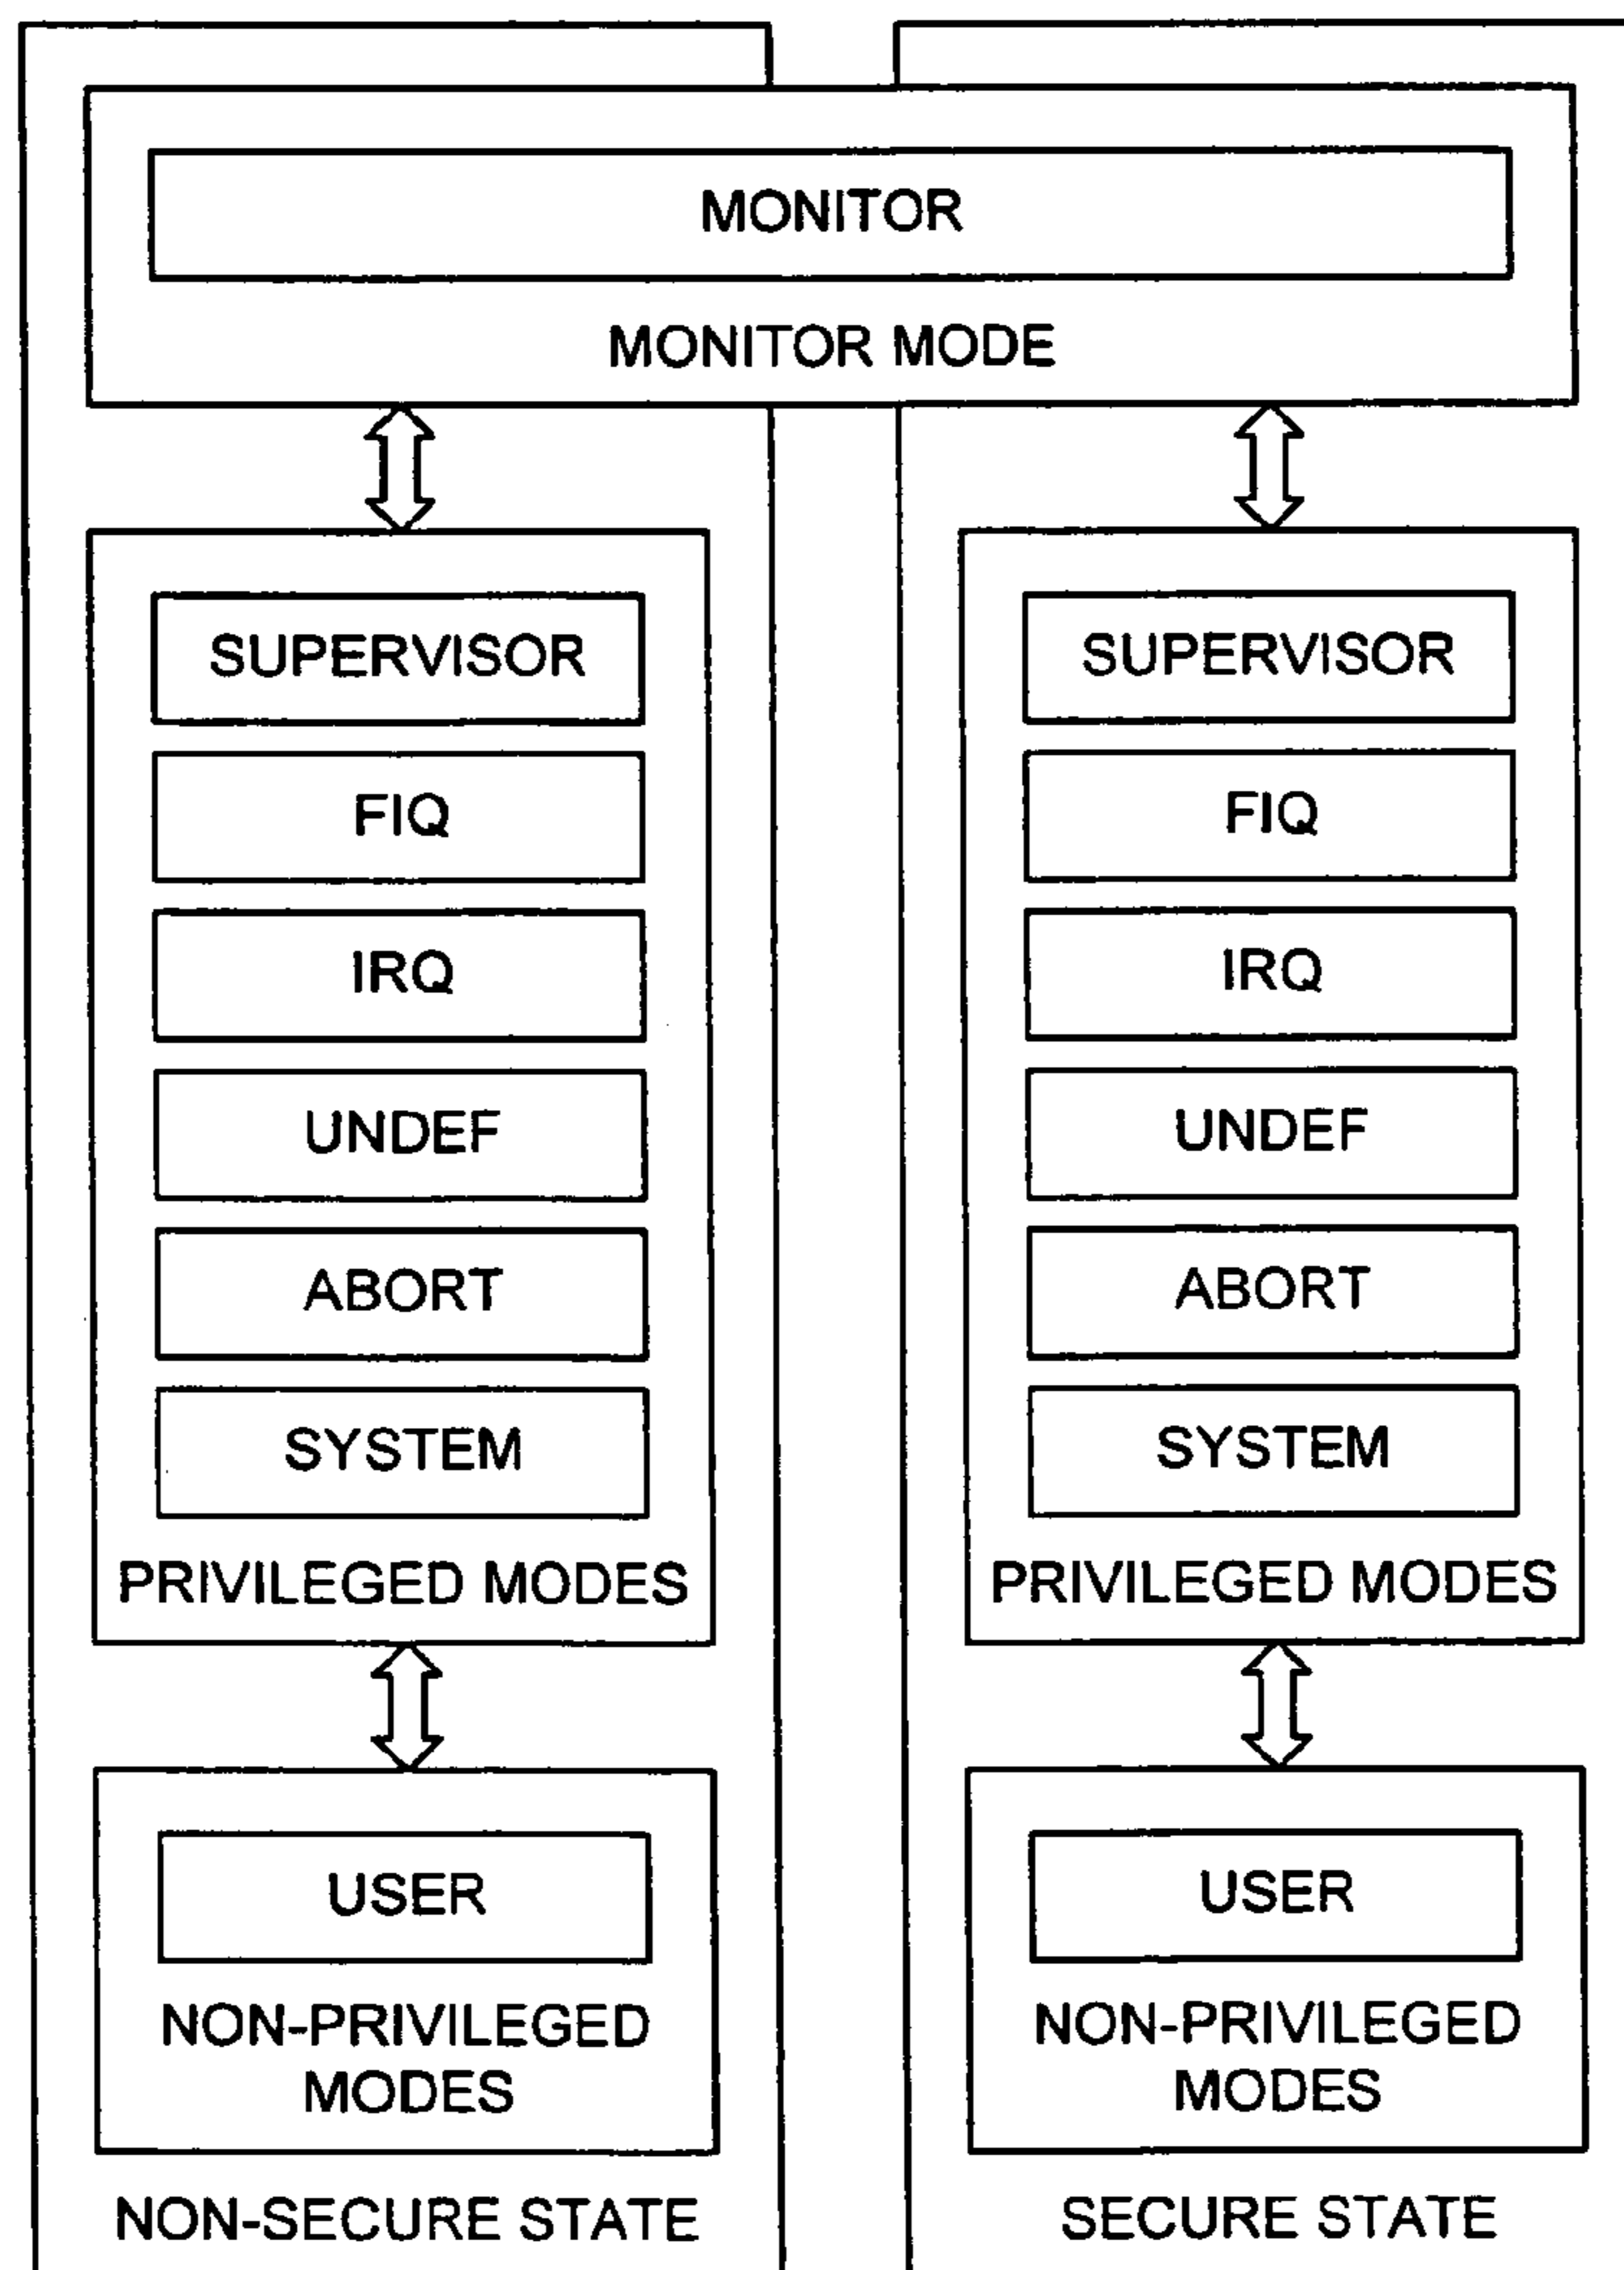 MONITOR
MONITOR MODE
SUPERVISOR
FIQ
IRQ
UNDEF
ABORT
SYSTEM
PRIVILEGED MODES
USER
NON-PRIVILEGED
MODES
NON-SECURE STATE
SUPERVISOR
FIQ
IRQ
UNDEF
ABORT
SYSTEM
PRIVILEGED MODES
USER
NON-PRIVILEGED
MODES
SECURE STATE